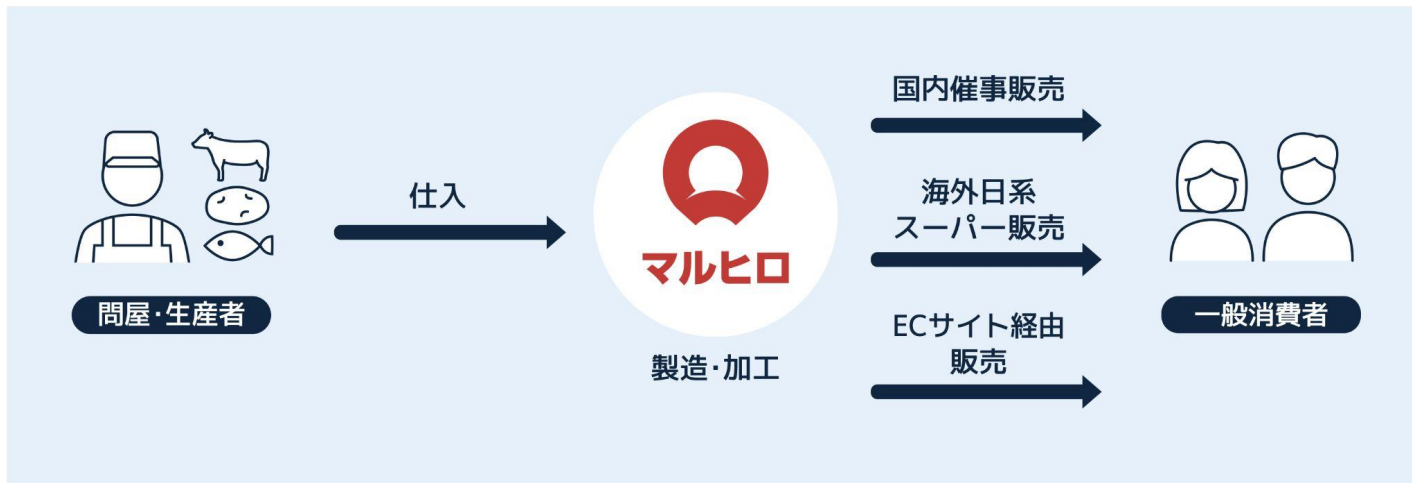 問屋・生産者
仕入
マルヒロ
製造・加工
国内催事販売
海外日系
スーパー販売
ECサイト経由
販売
一般消費者